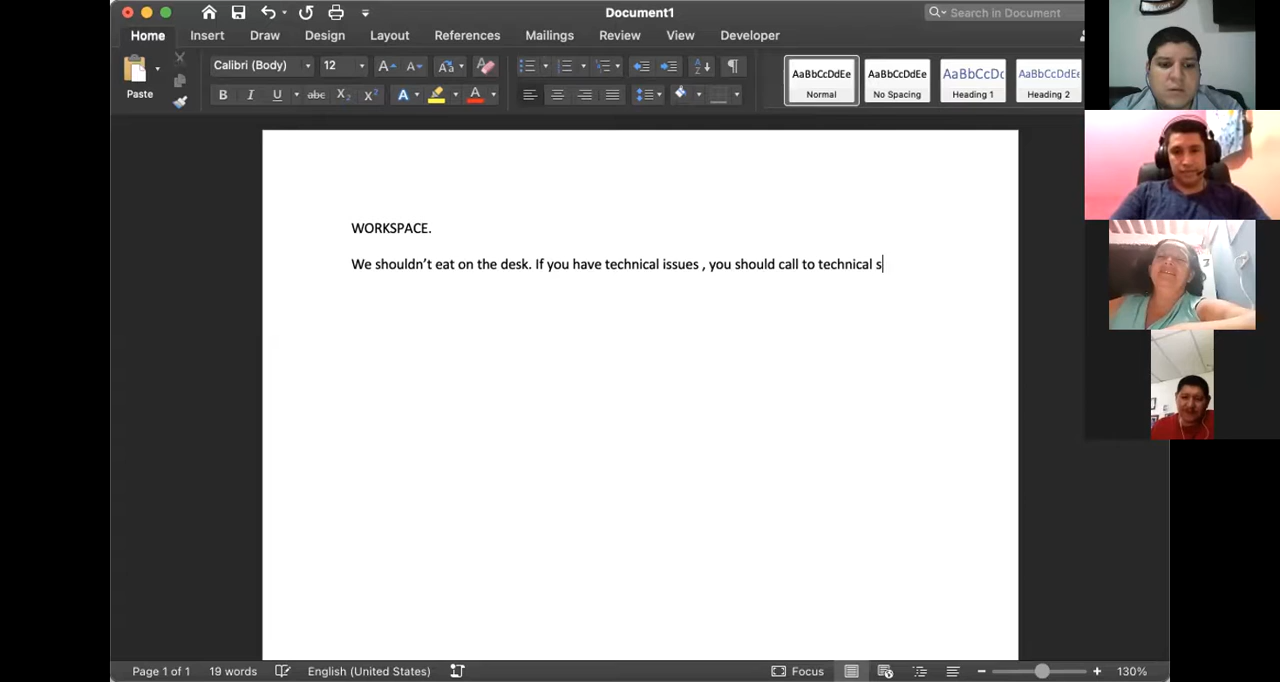 Document1
Search in Document
Home Insert Draw Design Layout References Mailings Review View Developer
Paste
Calibri (Body) 12
AaBbCcDdEe AaBbCcDdEe AaBbCcDc AaBbCcDdEe
Normal No Spacing Heading 1 Heading 2
WORKSPACE.
We shouldn't eat on the desk. If you have technical issues , you should call to technical s
Page 1 of 1 19 words English (United States) Focus 130%